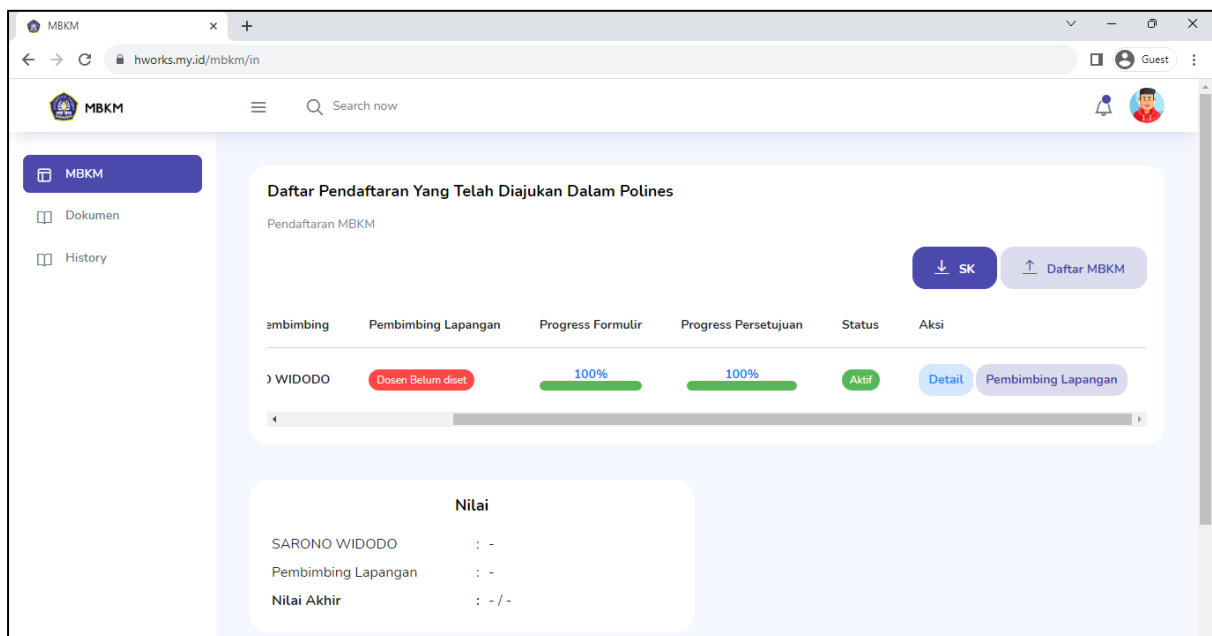 MBKM
hworks.my.id/mbkm/in
Guest
MBKM
Search now
MBKM
Dokumen
History
Daftar Pendaftaran Yang Telah Diajukan Dalam Polines
Pendaftaran MBKM
SK Daftar MBKM
embimbing Pembimbing Lapangan Progress Formulir Progress Persetujuan Status Aksi
O WIDODO Dosen Belum diset 100% 100% Aktif Detail Pembimbing Lapangan
Nilai
SARONO WIDODO : -
Pembimbing Lapangan : -
Nilai Akhir : - / -